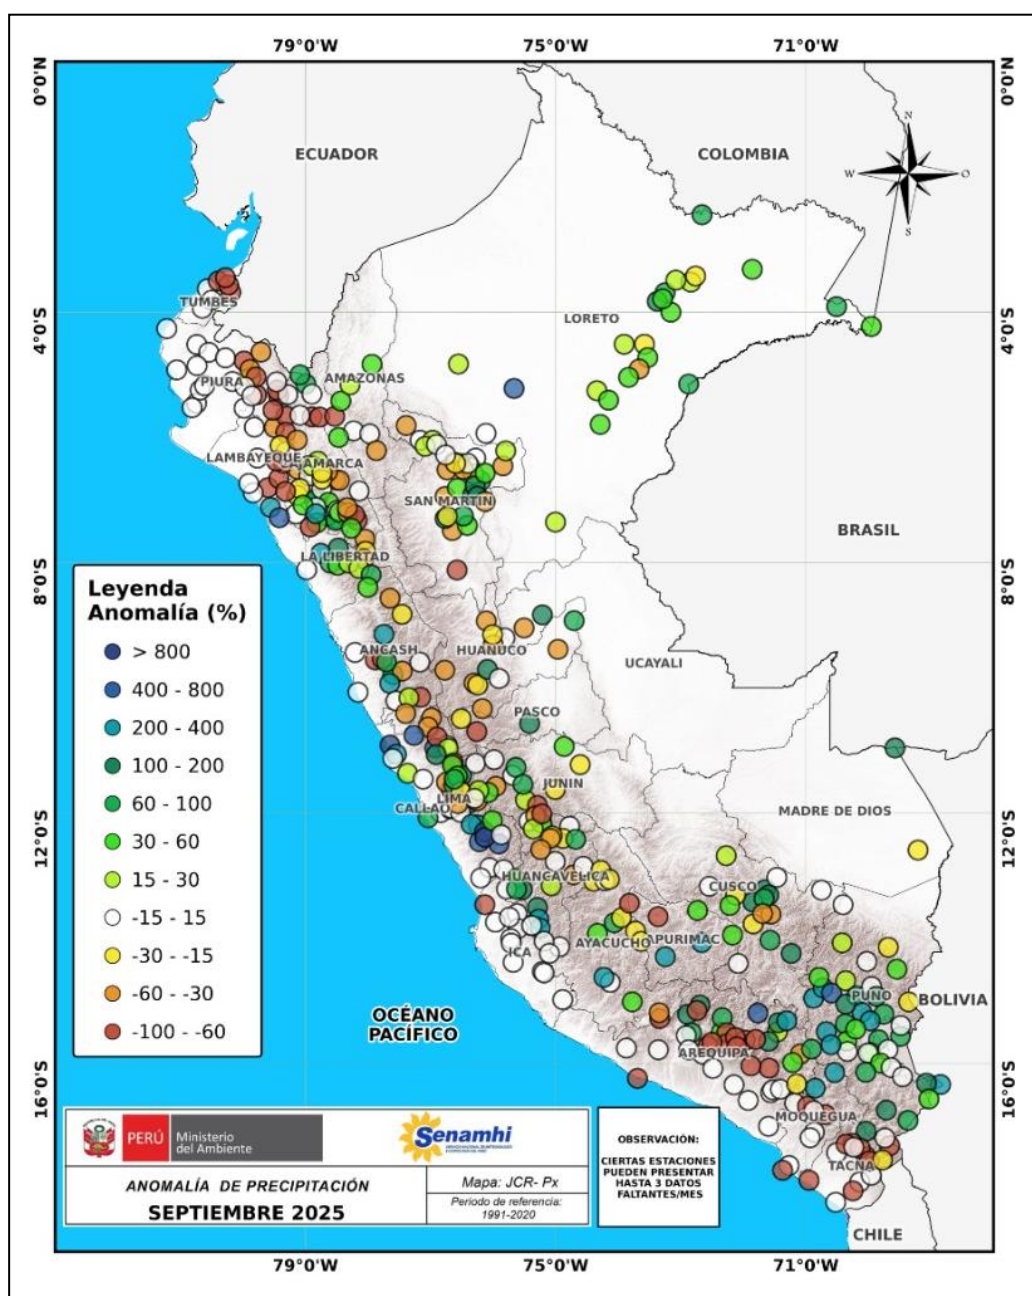 79°0'W 75°0'W 71°0'W
0°0'N 0°0'N
N
W O
S
ECUADOR
COLOMBIA
TUMBES
4°0'S 4°0'S
LORETO
PIURA
AMAZONAS
LAMBAYEQUE
CAJAMARCA
SAN MARTIN
BRASIL
LA LIBERTAD
8°0'S 8°0'S
ANCASH
HUANUCO
UCAYALI
PASCO
JUNIN
LIMA
CALLAO
MADRE DE DIOS
12°0'S 12°0'S
HUANCAVELICA
CUSCO
AYACUCHO
APURIMAC
ICA
PUNO
BOLIVIA
OCÉANO
PACÍFICO
AREQUIPA
16°0'S 16°0'S
MOQUEGUA
TACNA
CHILE
Leyenda
Anomalía (%)
> 800
400 - 800
200 - 400
100 - 200
60 - 100
30 - 60
15 - 30
-15 - 15
-30 - -15
-60 - -30
-100 - -60
PERÚ
Ministerio
del Ambiente
Senamhi
ANOMALÍA DE PRECIPITACIÓN
SEPTIEMBRE 2025
Mapa: JCR- Px
Periodo de referencia:
1991-2020
OBSERVACIÓN:
CIERTAS ESTACIONES
PUEDEN PRESENTAR
HASTA 3 DATOS
FALTANTES/MES
79°0'W 75°0'W 71°0'W